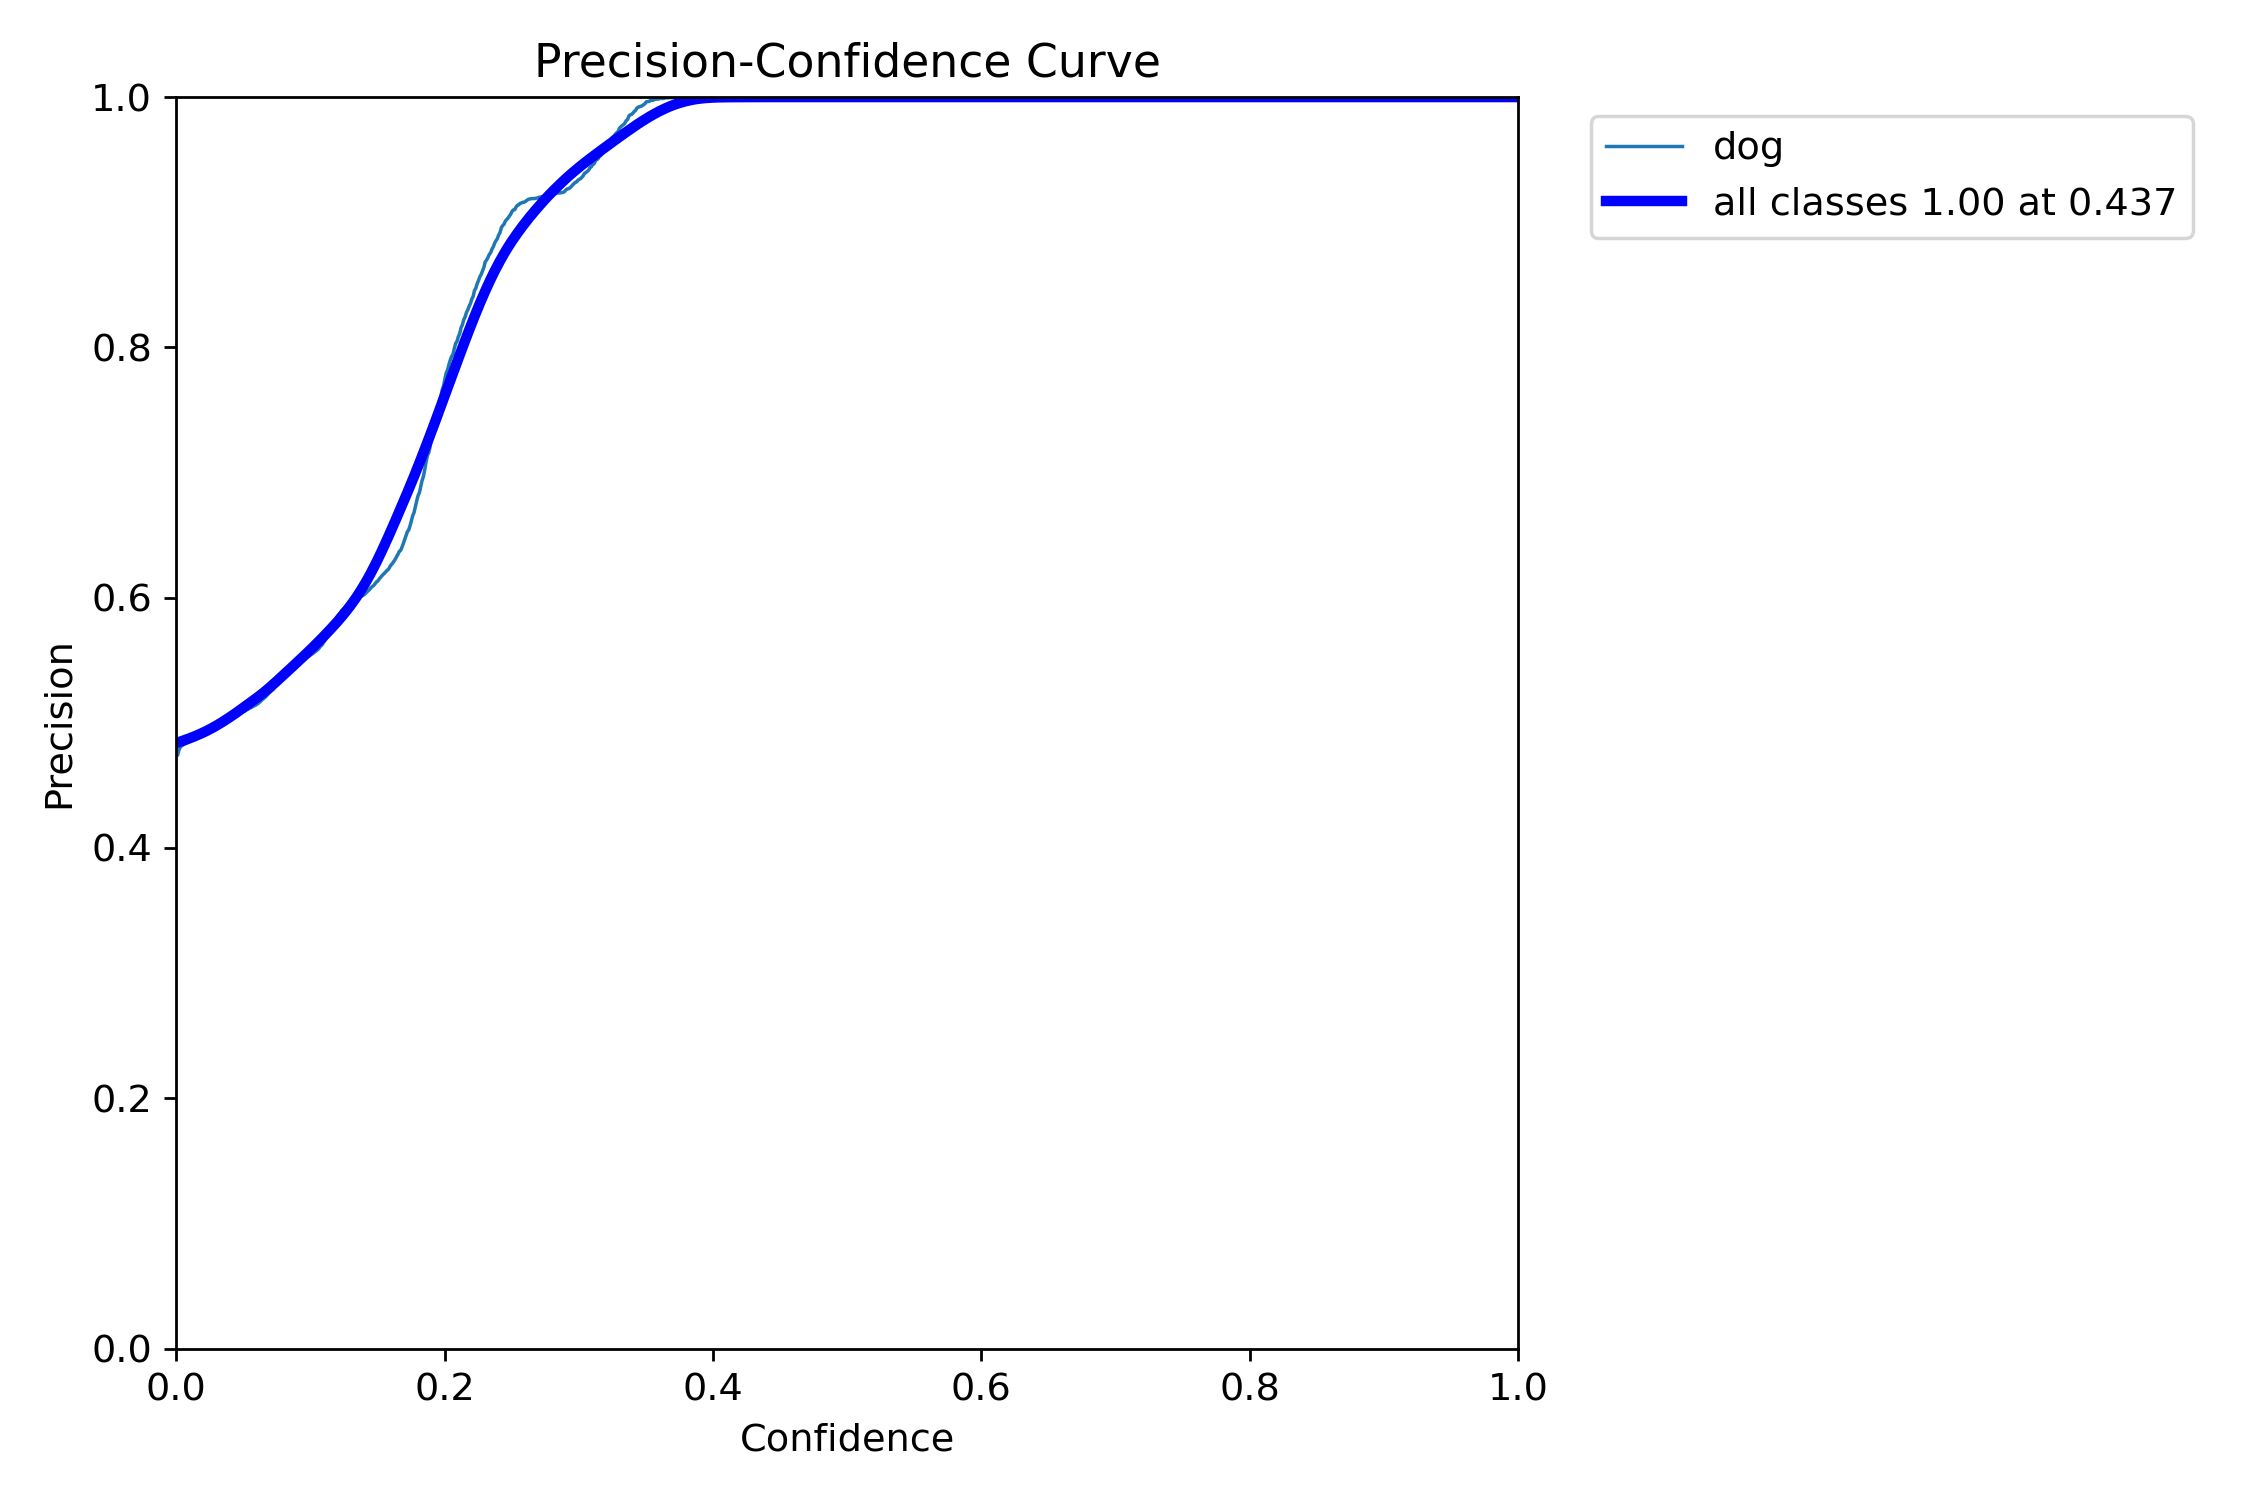 Precision-Confidence Curve
1.0
0.8
0.6
0.4
0.2
0.0
Precision
0.0 0.2 0.4 0.6 0.8 1.0
Confidence
dog
all classes 1.00 at 0.437